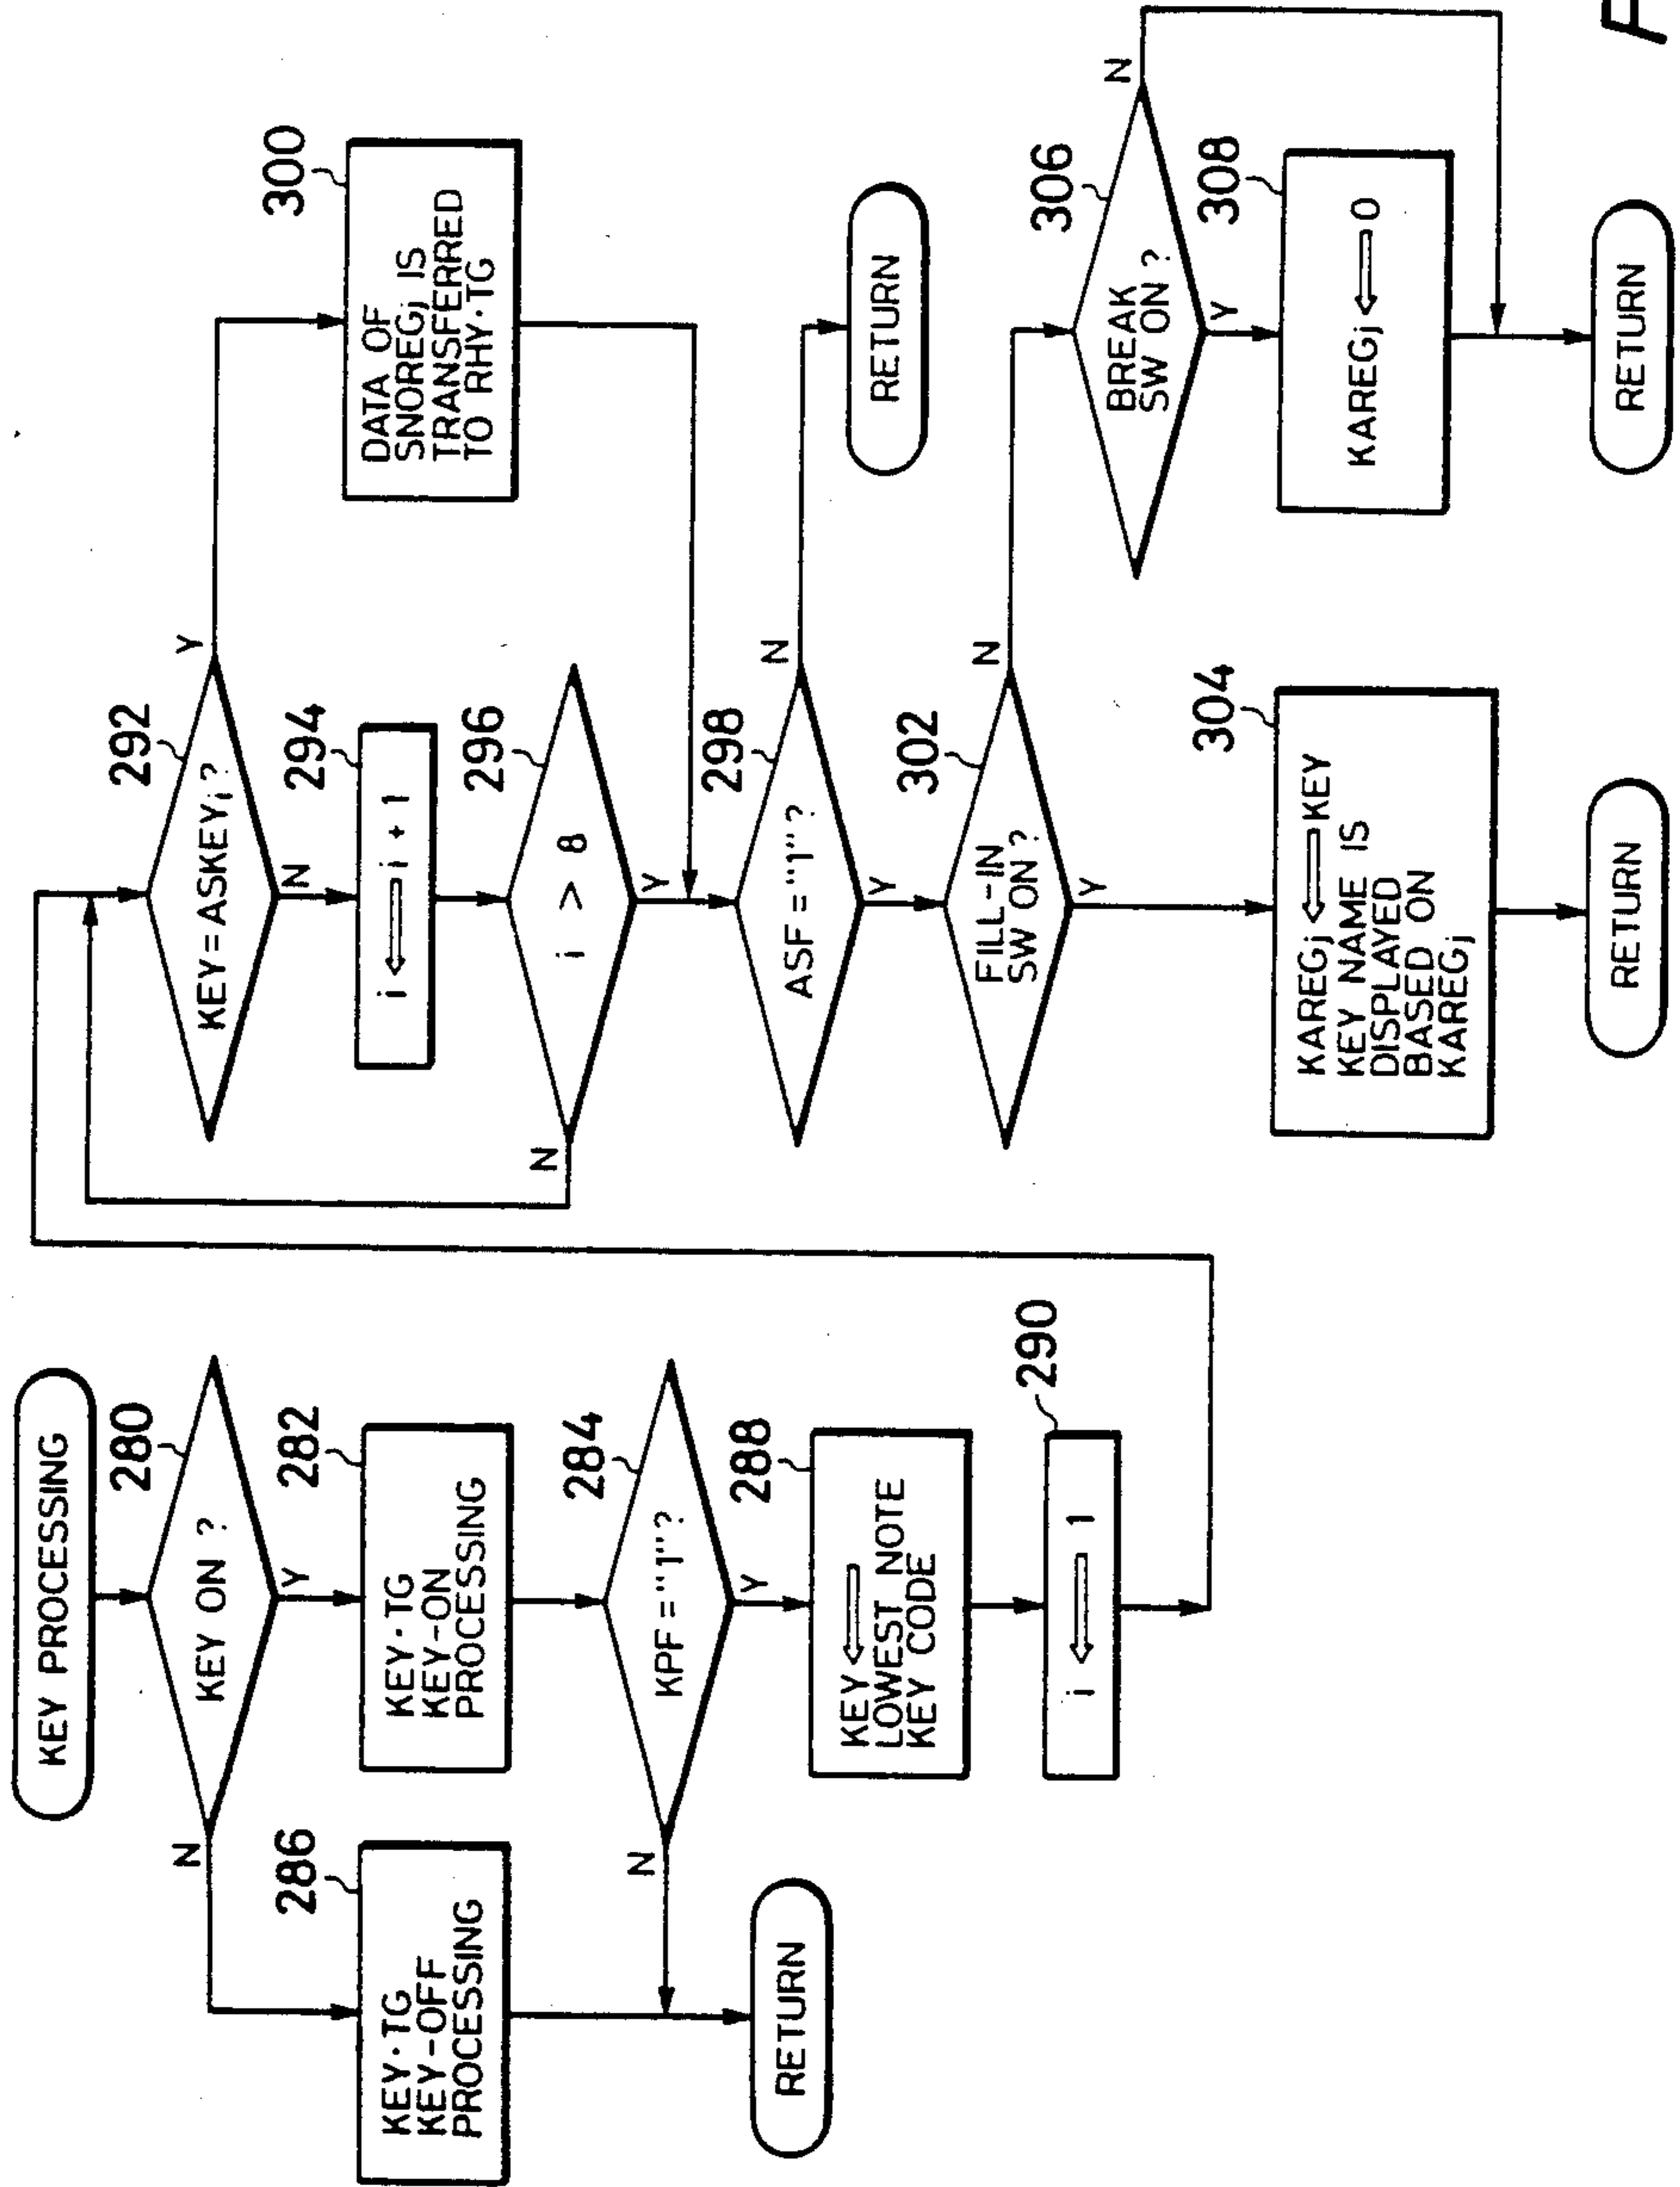 KEY PROCESSING
280
KEY ON ?
N
Y
286
KEY·TG
KEY-OFF
PROCESSING
282
KEY·TG
KEY-ON
PROCESSING
284
KPF = "1" ?
N
Y
RETURN
288
KEY ⇐
LOWEST NOTE
KEY CODE
290
i ⇐ 1
292
KEY = ASKEYi ?
Y
N
300
DATA OF
SNOREGj IS
TRANSFERRED
TO RHY·TG
294
i ⇐ i + 1
296
i > 8
N
Y
298
ASF = "1" ?
N
Y
RETURN
302
FILL-IN
SW ON ?
N
Y
304
KAREGj ⇐ KEY
KEY NAME IS
DISPLAYED
BASED ON
KAREGj
RETURN
306
BREAK
SW ON ?
N
Y
308
KAREGj ⇐ 0
RETURN